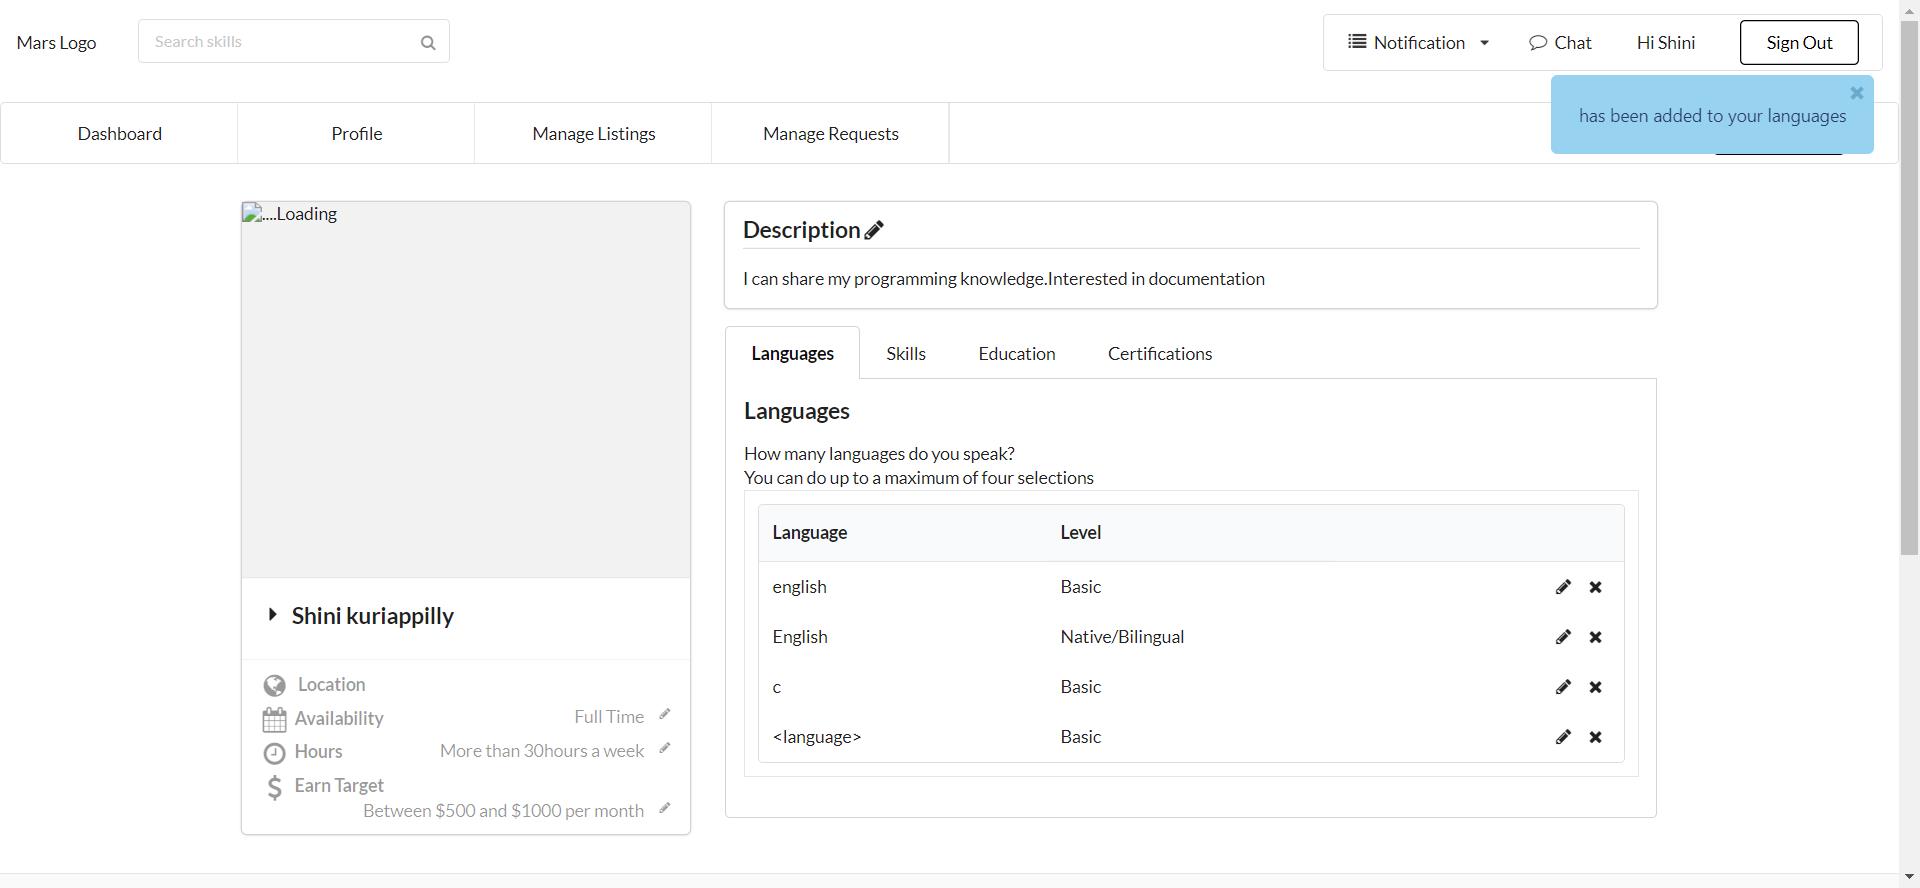 Mars Logo
Search skills
Notification
Chat
Hi Shini
Sign Out
has been added to your languages
Dashboard
Profile
Manage Listings
Manage Requests
....Loading
Shini kuriappilly
Location
Availability
Full Time
Hours
More than 30hours a week
Earn Target
Between $500 and $1000 per month
Description
I can share my programming knowledge.Interested in documentation
Languages
Skills
Education
Certifications
Languages
How many languages do you speak?
You can do up to a maximum of four selections
Language Level
english Basic
English Native/Bilingual
c Basic
<language> Basic